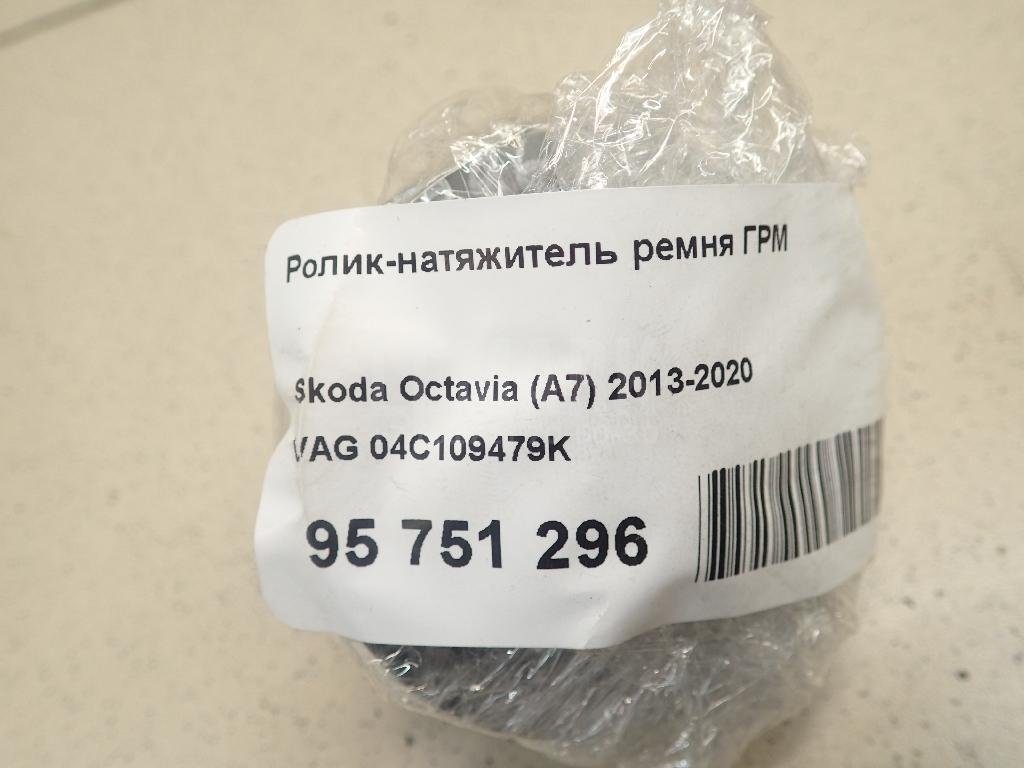 Ролик-натяжитель ремня ГРМ
Skoda Octavia (A7) 2013-2020
VAG 04C109479K
95 751 296